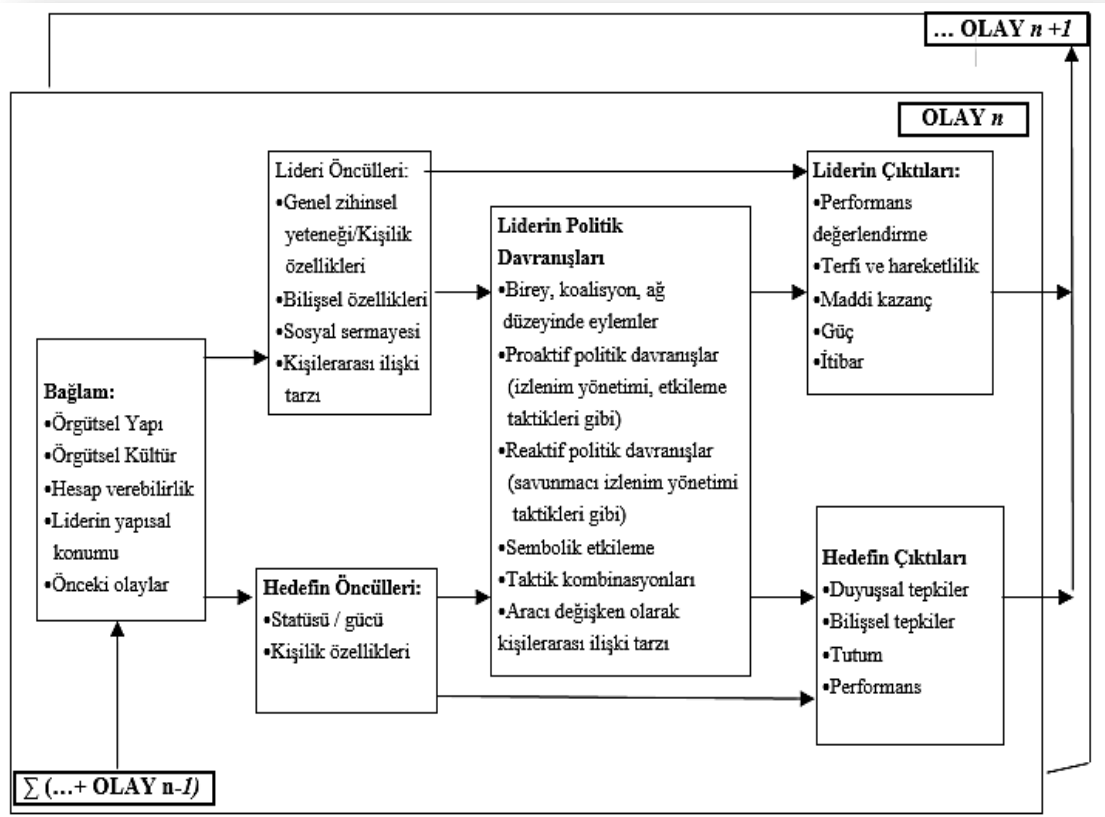 ... OLAY n +1
OLAY n
Lideri Öncülleri:
•Genel zihinsel
yeteneği/Kişilik
özellikleri
•Bilişsel özellikleri
•Sosyal sermayesi
•Kişilerarası ilişki
tarzı
Liderin Çıktıları:
•Performans
değerlendirme
•Terfi ve hareketlilik
•Maddi kazanç
•Güç
•İtibar
Liderin Politik
Davranışları
•Birey, koalisyon, ağ
düzeyinde eylemler
•Proaktif politik davranışlar
(izlenim yönetimi, etkileme
taktikleri gibi)
•Reaktif politik davranışlar
(savunmacı izlenim yönetimi
taktikleri gibi)
•Sembolik etkileme
•Taktik kombinasyonları
•Aracı değişken olarak
kişilerarası ilişki tarzı
Bağlam:
•Örgütsel Yapı
•Örgütsel Kültür
•Hesap verebilirlik
•Liderin yapısal
konumu
•Önceki olaylar
Hedefin Öncülleri:
•Statüsü / gücü
•Kişilik özellikleri
Hedefin Çıktıları
•Duyuşsal tepkiler
•Bilişsel tepkiler
•Tutum
•Performans
∑ (...+ OLAY n-1)